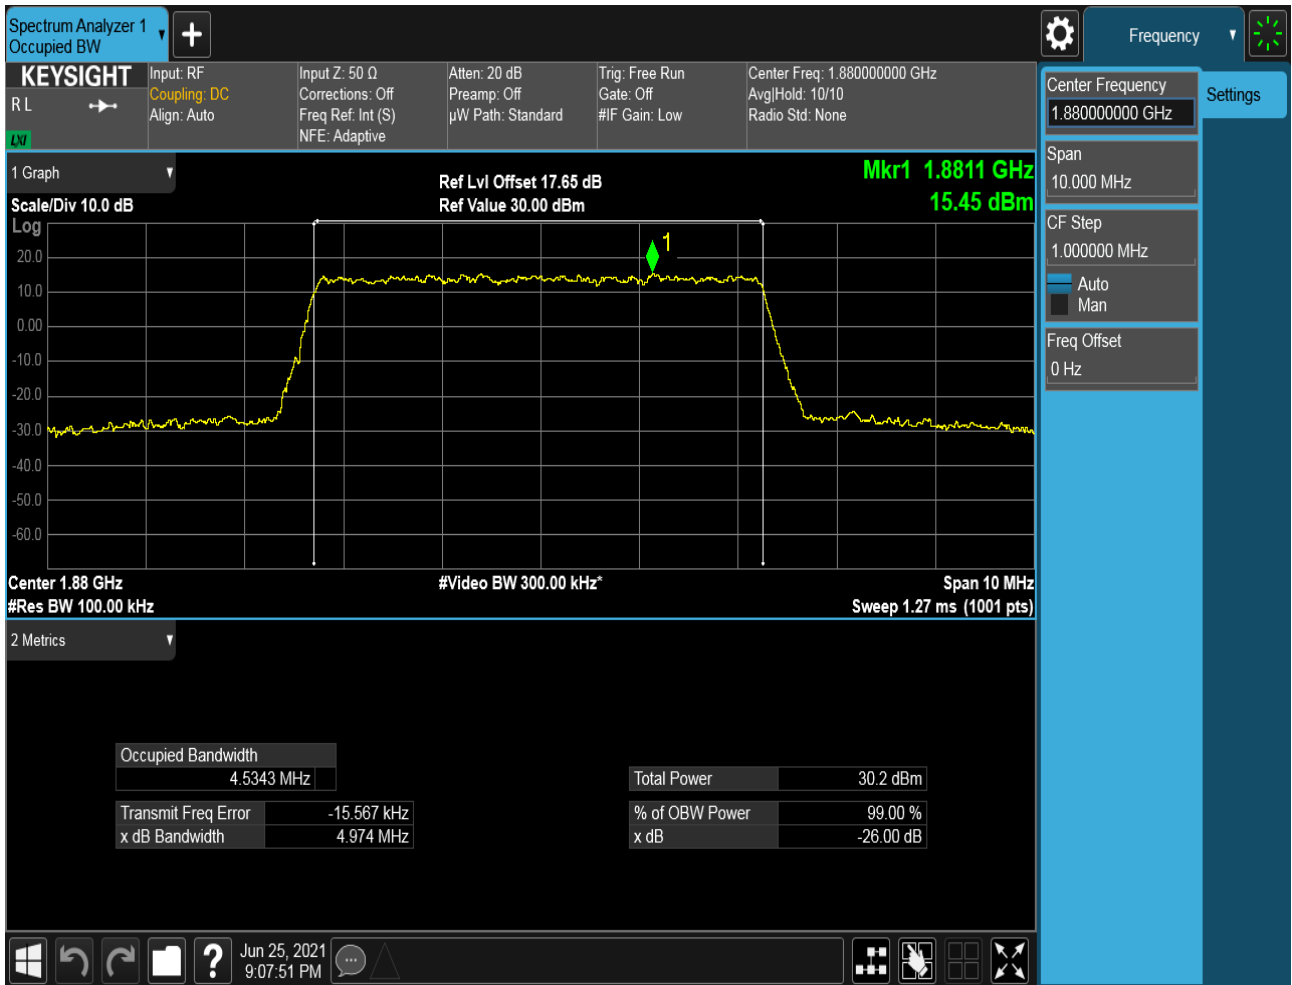 Spectrum Analyzer 1
Occupied BW
Frequency
KEYSIGHT
R L
LXI
Input: RF
Coupling: DC
Align: Auto
Input Z: 50 Ω
Corrections: Off
Freq Ref: Int (S)
NFE: Adaptive
Atten: 20 dB
Preamp: Off
µW Path: Standard
Trig: Free Run
Gate: Off
#IF Gain: Low
Center Freq: 1.880000000 GHz
Avg|Hold: 10/10
Radio Std: None
Center Frequency
1.880000000 GHz
Settings
Span
10.000 MHz
CF Step
1.000000 MHz
Auto
Man
Freq Offset
0 Hz
1 Graph
Scale/Div 10.0 dB
Ref Lvl Offset 17.65 dB
Ref Value 30.00 dBm
Mkr1 1.8811 GHz
15.45 dBm
Log
1
20.0
10.0
0.00
-10.0
-20.0
-30.0
-40.0
-50.0
-60.0
Center 1.88 GHz
#Video BW 300.00 kHz*
Span 10 MHz
#Res BW 100.00 kHz
Sweep 1.27 ms (1001 pts)
2 Metrics
Occupied Bandwidth
4.5343 MHz
Total Power 30.2 dBm
Transmit Freq Error -15.567 kHz
% of OBW Power 99.00 %
x dB Bandwidth 4.974 MHz
x dB -26.00 dB
?
Jun 25, 2021
9:07:51 PM